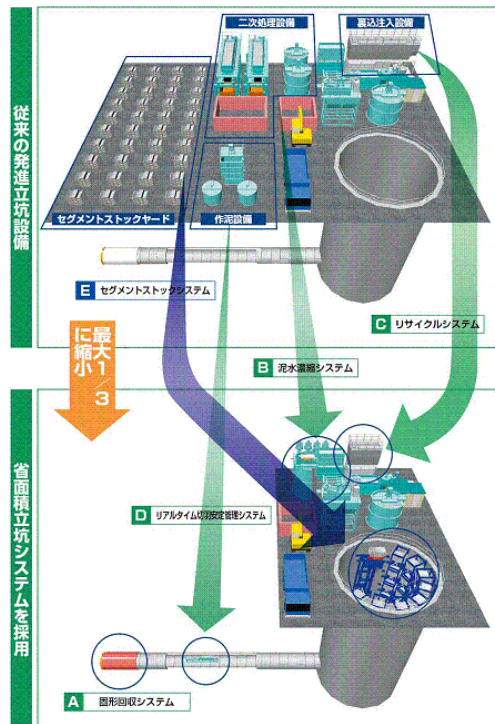 従来の発進立坑設備
二次処理設備
裏込注入設備
セグメントストックヤード
作泥設備
E セグメントストックシステム
C リサイクルシステム
B 泥水濃縮システム
最大1/3
に縮小
省面積立坑システムを採用
D リアルタイム切羽安定管理システム
A 固形回収システム